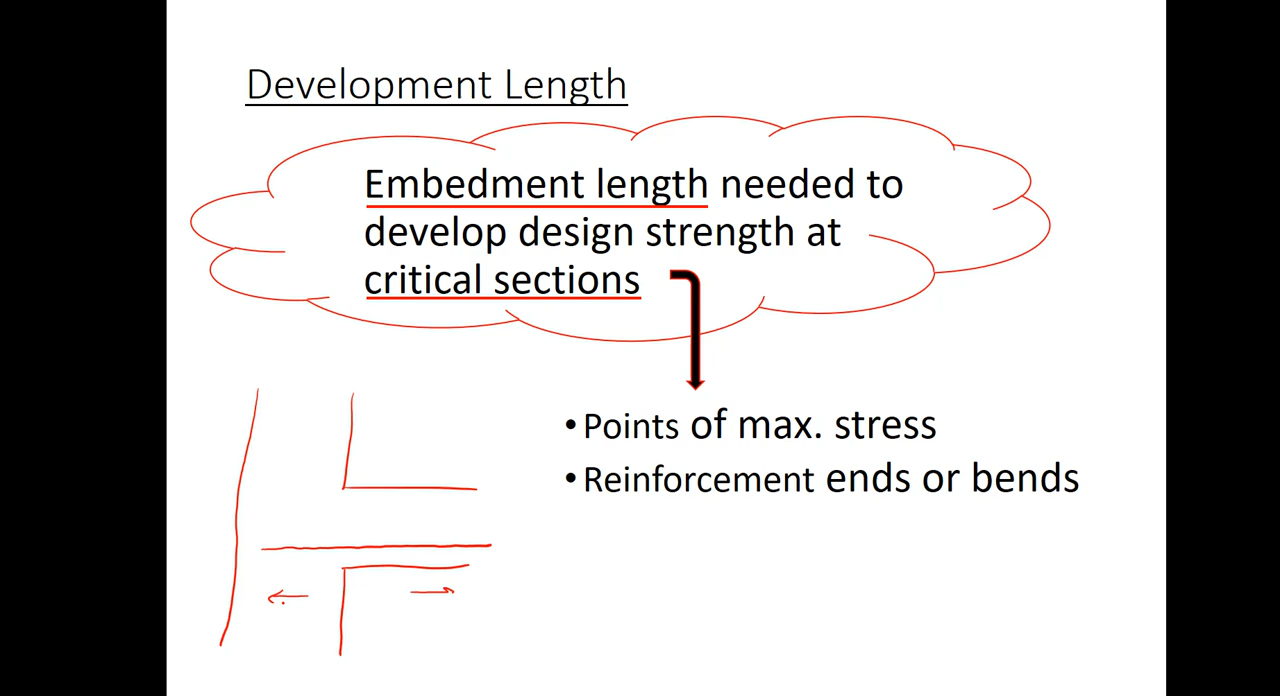 Development Length
Embedment length needed to
develop design strength at
critical sections
•Points of max. stress
•Reinforcement ends or bends